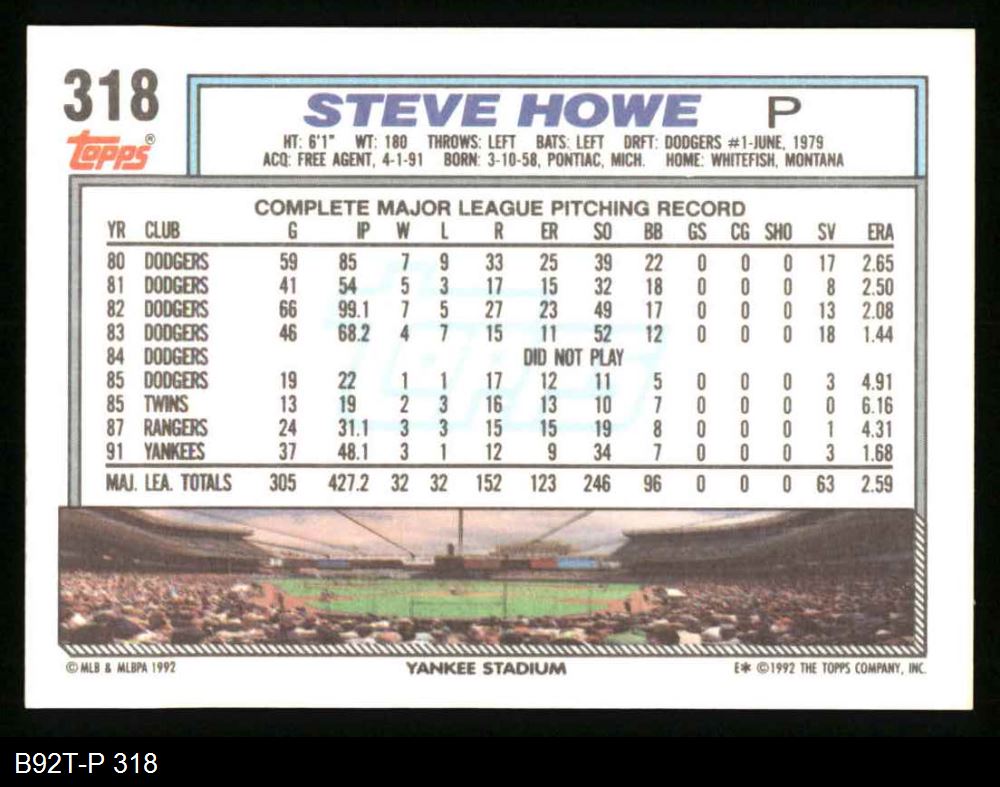 318
Topps®
STEVE HOWE P
HT: 6'1" WT: 180 THROWS: LEFT BATS: LEFT DRFT: DODGERS #1-JUNE, 1979
ACQ: FREE AGENT, 4-1-91 BORN: 3-10-58, PONTIAC, MICH. HOME: WHITEFISH, MONTANA
COMPLETE MAJOR LEAGUE PITCHING RECORD
YR CLUB G IP W L R ER SO BB GS CG SHO SV ERA
80 DODGERS 59 85 7 9 33 25 39 22 0 0 0 17 2.65
81 DODGERS 41 54 5 3 17 15 32 18 0 0 0 8 2.50
82 DODGERS 66 99.1 7 5 27 23 49 17 0 0 0 13 2.08
83 DODGERS 46 68.2 4 7 15 11 52 12 0 0 0 18 1.44
84 DODGERS DID NOT PLAY
85 DODGERS 19 22 1 1 17 12 11 5 0 0 0 3 4.91
85 TWINS 13 19 2 3 16 13 10 7 0 0 0 0 6.16
87 RANGERS 24 31.1 3 3 15 15 19 8 0 0 0 1 4.31
91 YANKEES 37 48.1 3 1 12 9 34 7 0 0 0 3 1.68
MAJ. LEA. TOTALS 305 427.2 32 32 152 123 246 96 0 0 0 63 2.59
Topps
© MLB & MLBPA 1992 YANKEE STADIUM E* © 1992 THE TOPPS COMPANY, INC.
B92T-P 318